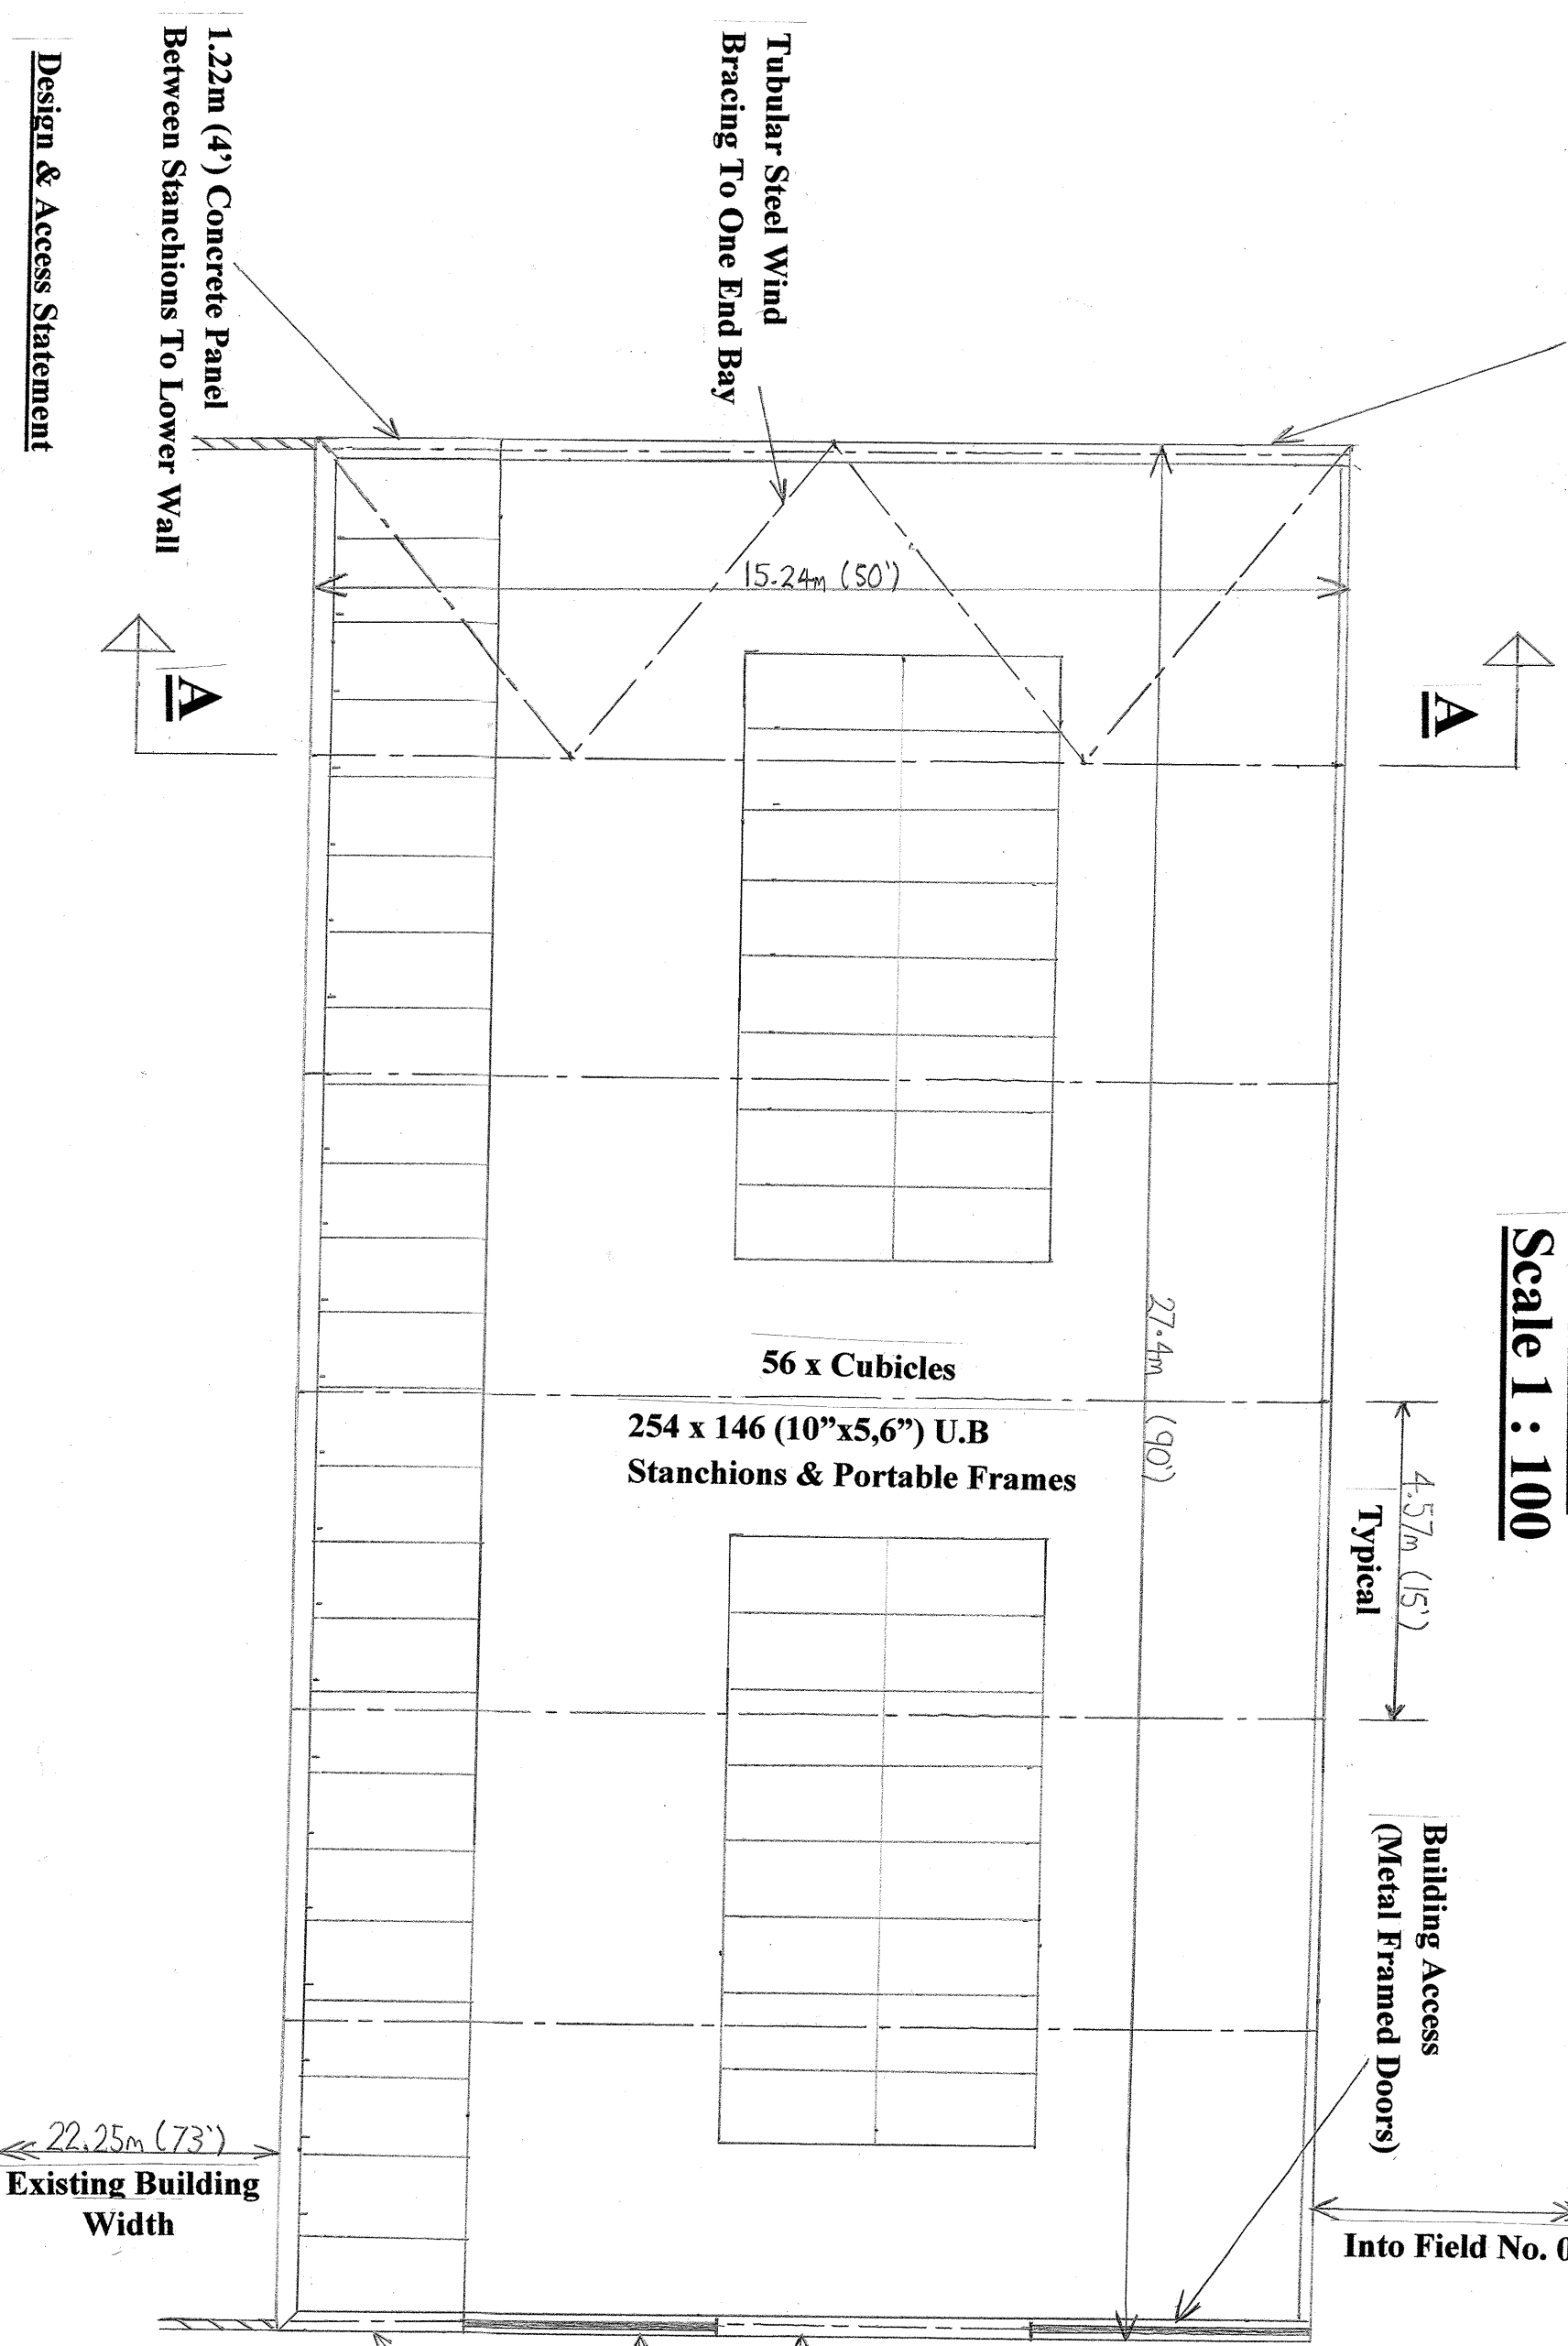 Scale 1 : 100
Tubular Steel Wind
Bracing To One End Bay
1.22m (4') Concrete Panel
Between Stanchions To Lower Wall
Design & Access Statement
15.24m (50')
A
A
27.4m (90')
4.57m (15')
Typical
56 x Cubicles
254 x 146 (10”x5,6”) U.B
Stanchions & Portable Frames
Building Access
(Metal Framed Doors)
22.25m (73')
Existing Building
Width
Into Field No.